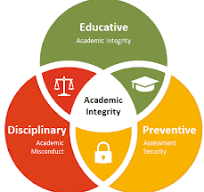 Educative
Academic Integrity
Academic
Integrity
Disciplinary
Academic
Misconduct
Preventive
Assessment
Security